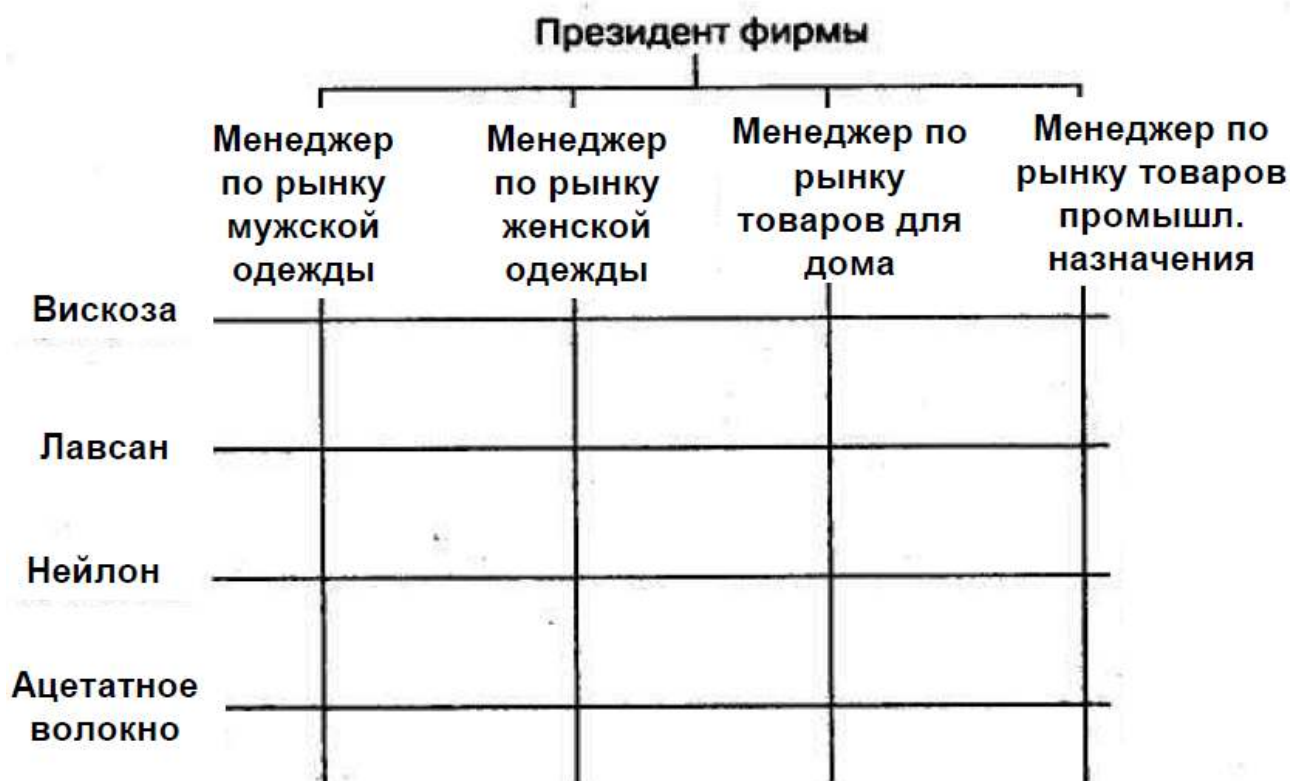 Президент фирмы
Менеджер
по рынку
мужской
одежды
Менеджер
по рынку
женской
одежды
Менеджер по
рынку
товаров для
дома
Менеджер по
рынку товаров
промышл.
назначения
Вискоза
Лавсан
Нейлон
Ацетатное
волокно